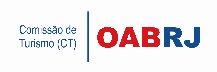 Comissão de
Turismo (CT)
OABRJ